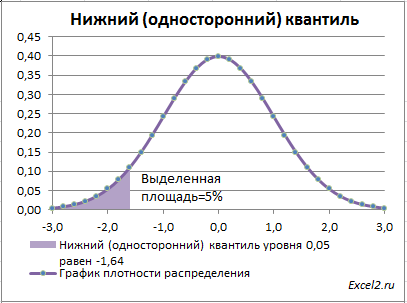 Нижний (односторонний) квантиль
0,45
0,40
0,35
0,30
0,25
0,20
0,15
0,10
0,05
0,00
Выделенная
площадь=5%
-3,0 -2,0 -1,0 0,0 1,0 2,0 3,0
Нижний (односторонний) квантиль уровня 0,05
равен -1,64
График плотности распределения
Excel2.ru